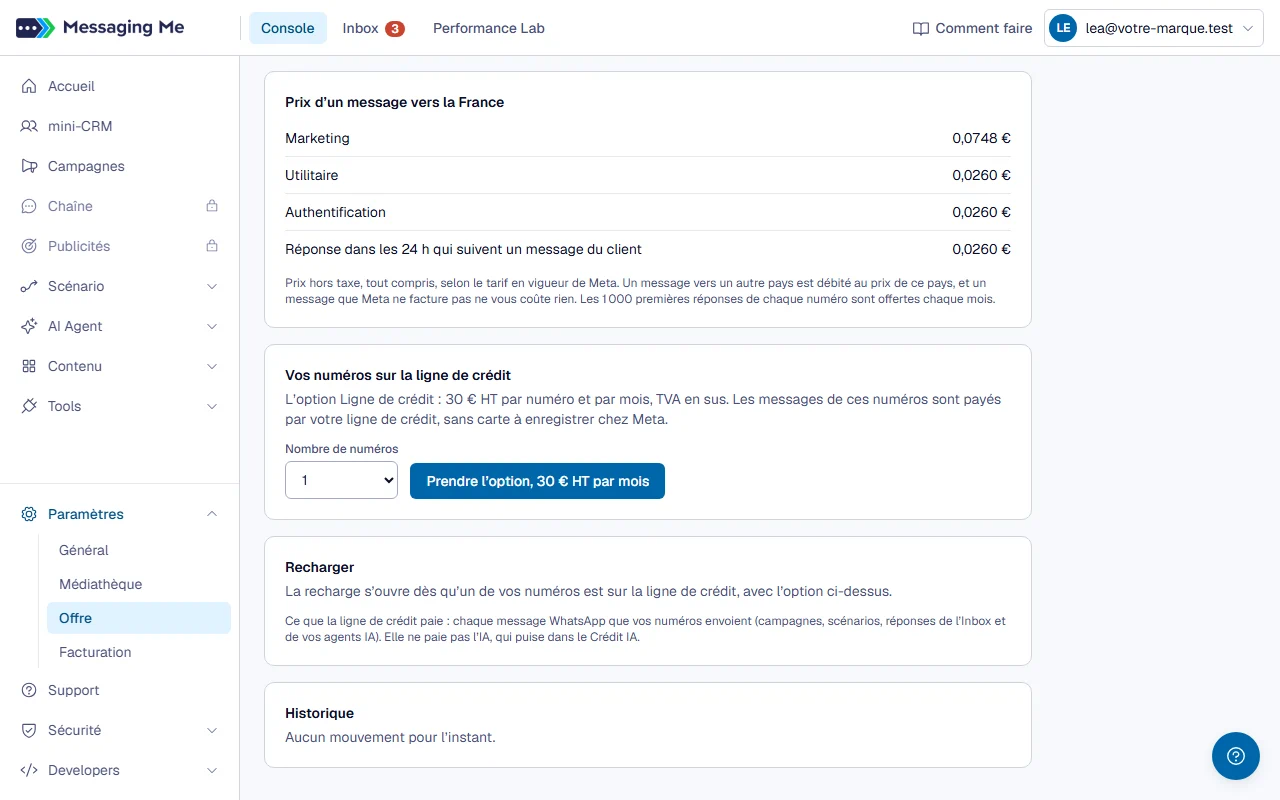 Messaging Me
Console
Inbox 3
Performance Lab
Comment faire
LE
lea@votre-marque.test
Accueil
mini-CRM
Campagnes
Chaîne
Publicités
Scénario
AI Agent
Contenu
Tools
Paramètres
Général
Médiathèque
Offre
Facturation
Support
Sécurité
Developers
Prix d’un message vers la France
Marketing 0,0748 €
Utilitaire 0,0260 €
Authentification 0,0260 €
Réponse dans les 24 h qui suivent un message du client 0,0260 €
Prix hors taxe, tout compris, selon le tarif en vigueur de Meta. Un message vers un autre pays est débité au prix de ce pays, et un
message que Meta ne facture pas ne vous coûte rien. Les 1 000 premières réponses de chaque numéro sont offertes chaque mois.
Vos numéros sur la ligne de crédit
L’option Ligne de crédit : 30 € HT par numéro et par mois, TVA en sus. Les messages de ces numéros sont payés
par votre ligne de crédit, sans carte à enregistrer chez Meta.
Nombre de numéros
1
Prendre l’option, 30 € HT par mois
Recharger
La recharge s’ouvre dès qu’un de vos numéros est sur la ligne de crédit, avec l’option ci-dessus.
Ce que la ligne de crédit paie : chaque message WhatsApp que vos numéros envoient (campagnes, scénarios, réponses de l’Inbox et
de vos agents IA). Elle ne paie pas l’IA, qui puise dans le Crédit IA.
Historique
Aucun mouvement pour l’instant.